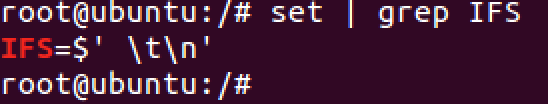 root@ubuntu:/# set | grep IFS
IFS=$' \t\n'
root@ubuntu:/#